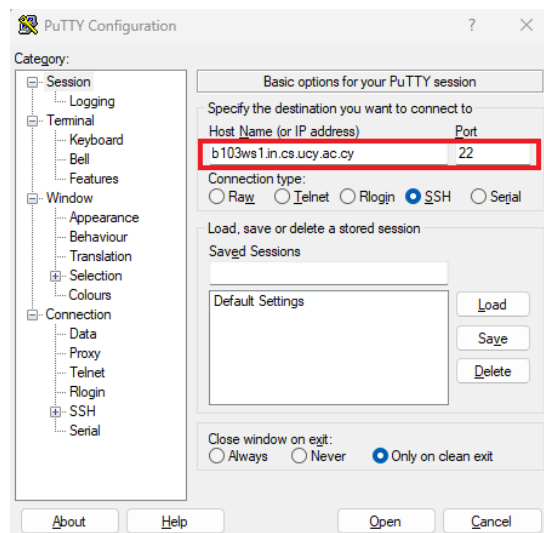 PuTTY Configuration
?
Category:
Session
Logging
Terminal
Keyboard
Bell
Features
Window
Appearance
Behaviour
Translation
Selection
Colours
Connection
Data
Proxy
Telnet
Rlogin
SSH
Serial
Basic options for your PuTTY session
Specify the destination you want to connect to
Host Name (or IP address) Port
b103ws1.in.cs.ucy.ac.cy 22
Connection type:
Raw Telnet Rlogin SSH Serial
Load, save or delete a stored session
Saved Sessions
Default Settings
Load
Save
Delete
Close window on exit:
Always Never Only on clean exit
About Help Open Cancel